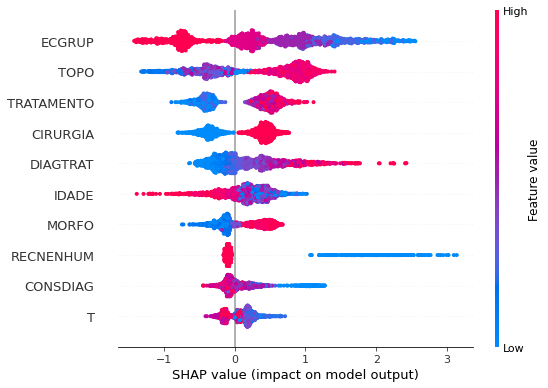 High
ECGRUP
TOPO
TRATAMENTO
CIRURGIA
DIAGTRAT
IDADE
MORFO
RECNENHUM
CONSDIAG
T
Feature value
Low
−1 0 1 2 3
SHAP value (impact on model output)